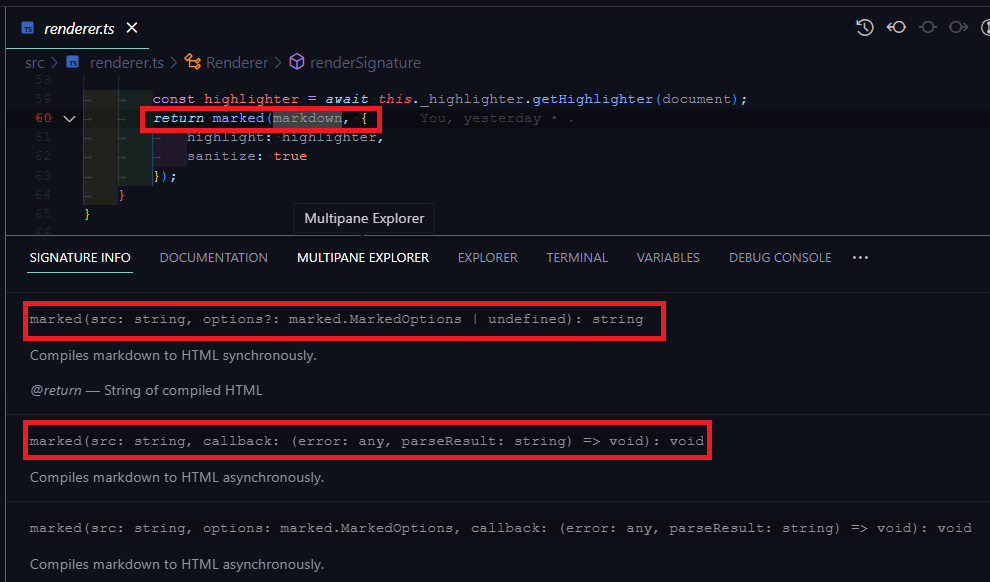 TS renderer.ts ×
src > TS renderer.ts > Renderer > renderSignature
58
59 const highlighter = await this._highlighter.getHighlighter(document);
60 return marked(markdown, { You, yesterday • .
61 highlight: highlighter,
62 sanitize: true
63 });
64 }
65 }
66
Multipane Explorer
SIGNATURE INFO DOCUMENTATION MULTIPANE EXPLORER EXPLORER TERMINAL VARIABLES DEBUG CONSOLE ···
marked(src: string, options?: marked.MarkedOptions | undefined): string
Compiles markdown to HTML synchronously.
@return — String of compiled HTML
marked(src: string, callback: (error: any, parseResult: string) => void): void
Compiles markdown to HTML asynchronously.
marked(src: string, options: marked.MarkedOptions, callback: (error: any, parseResult: string) => void): void
Compiles markdown to HTML asynchronously.